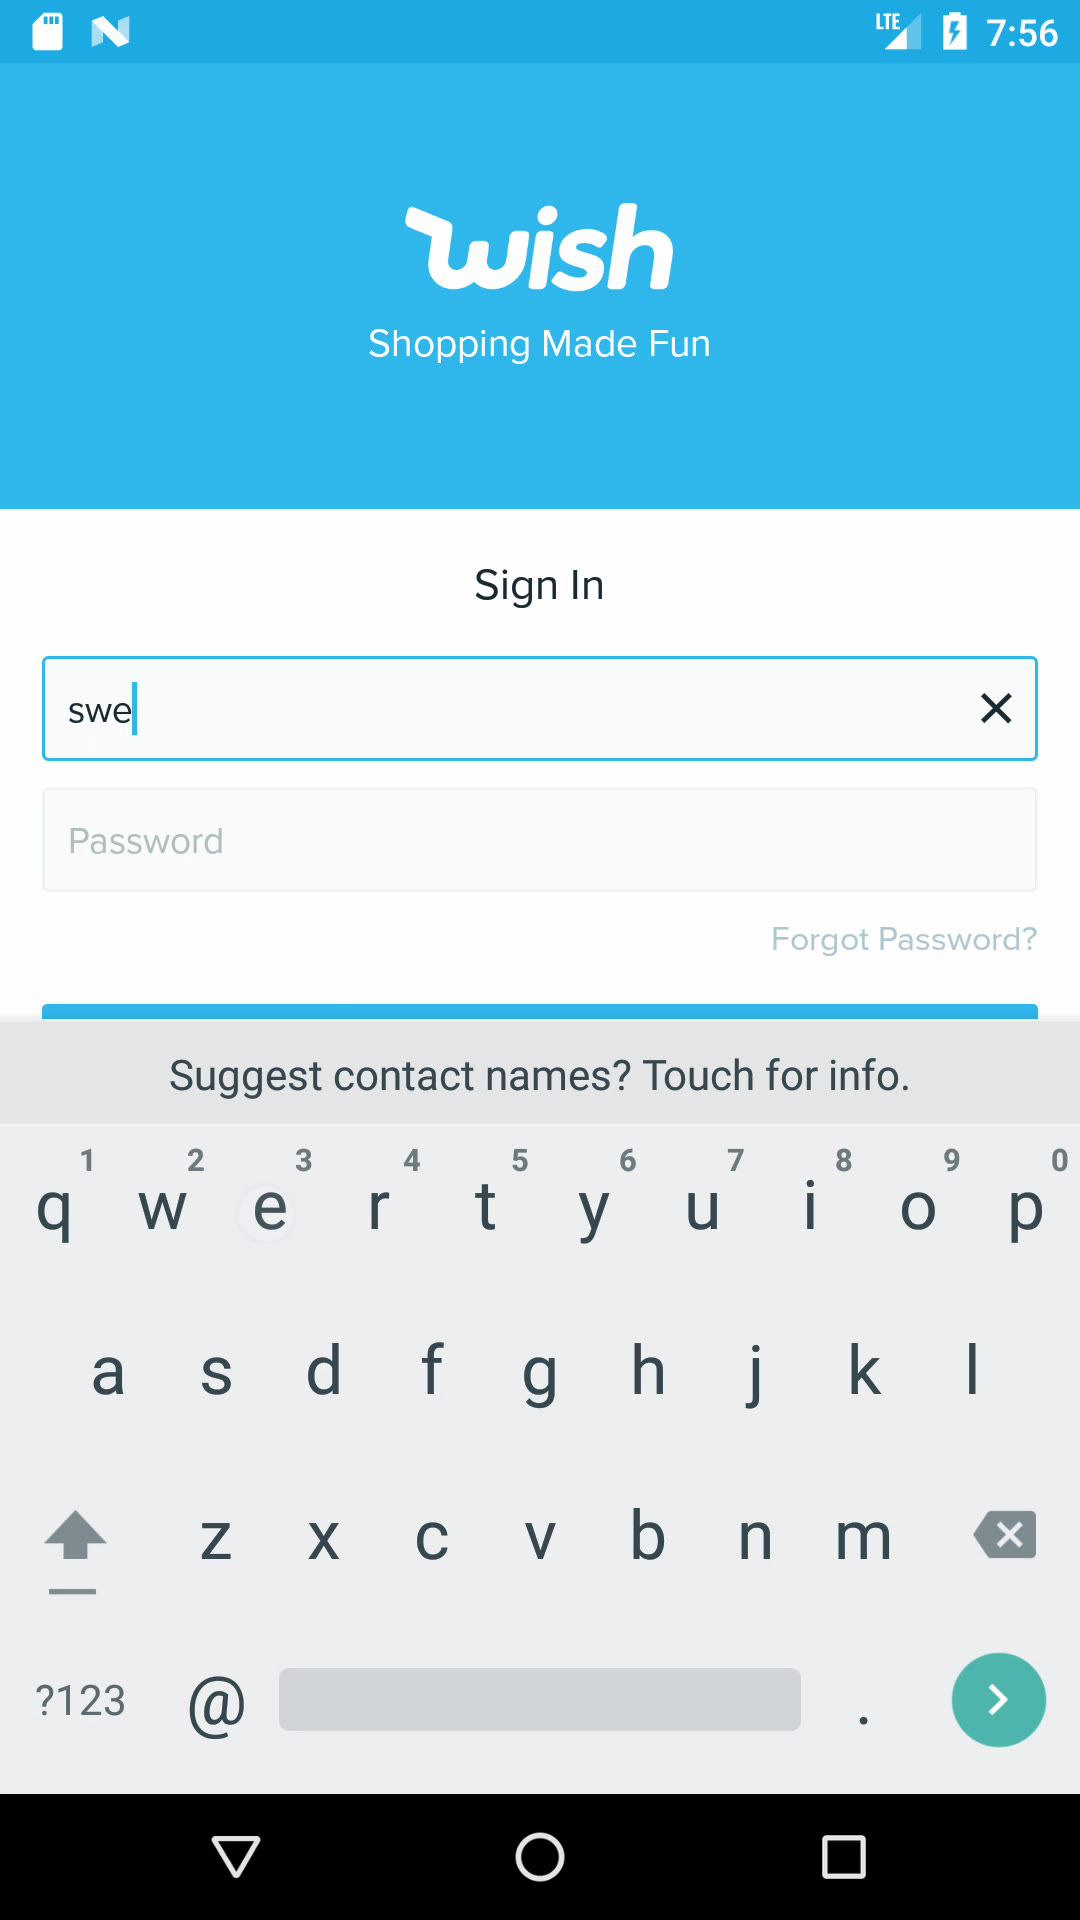 LTE 7:56
wish
Shopping Made Fun
Sign In
swe
Password
Forgot Password?
Suggest contact names? Touch for info.
1 2 3 4 5 6 7 8 9 0
q w e r t y u i o p
a s d f g h j k l
z x c v b n m
?123 @ .